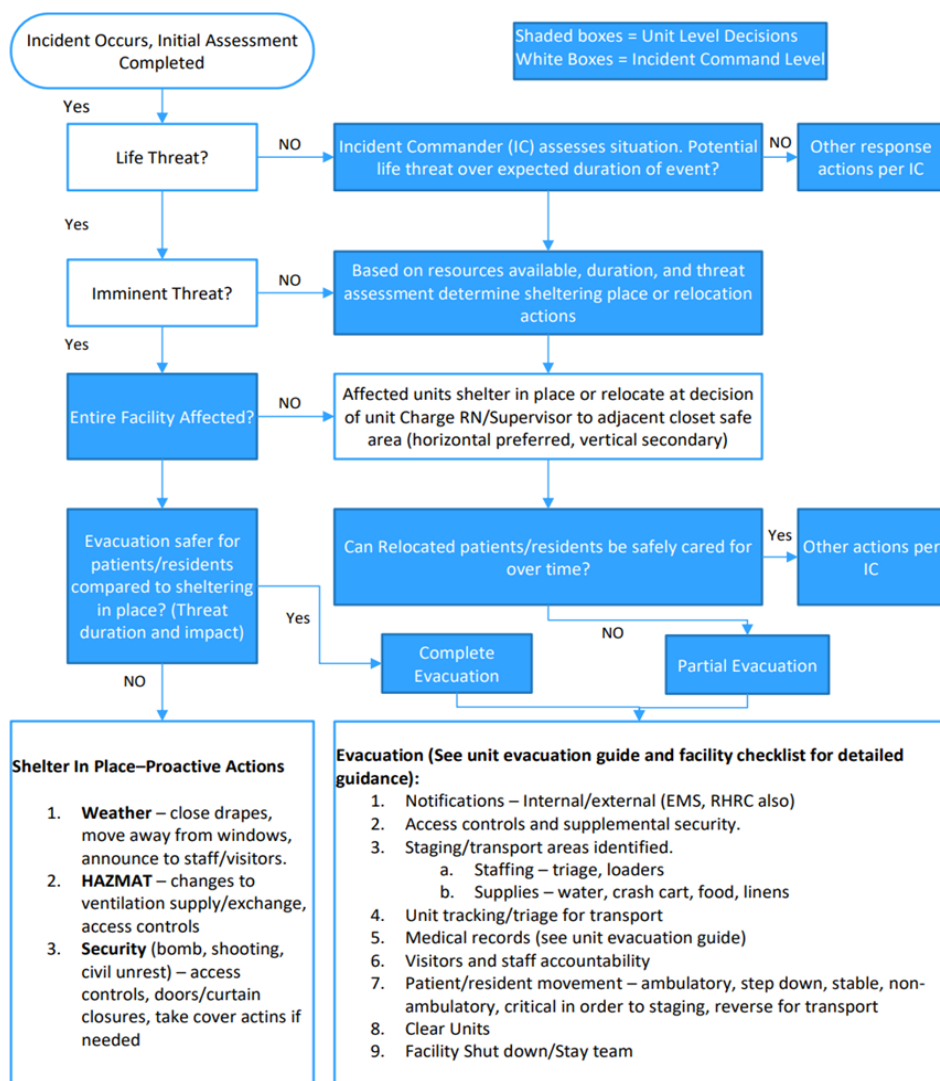 Incident Occurs, Initial Assessment
Completed
Shaded boxes = Unit Level Decisions
White Boxes = Incident Command Level
Yes
Life Threat?
NO
Incident Commander (IC) assesses situation. Potential
life threat over expected duration of event?
NO
Other response
actions per IC
Yes
Imminent Threat?
NO
Based on resources available, duration, and threat
assessment determine sheltering place or relocation
actions
Yes
Entire Facility Affected?
NO
Affected units shelter in place or relocate at decision
of unit Charge RN/Supervisor to adjacent closet safe
area (horizontal preferred, vertical secondary)
Evacuation safer for
patients/residents
compared to sheltering
in place? (Threat
duration and impact)
Yes
Can Relocated patients/residents be safely cared for
over time?
Yes
Other actions per
IC
NO
Complete
Evacuation
Partial Evacuation
NO
Shelter In Place–Proactive Actions
1. Weather – close drapes,
move away from windows,
announce to staff/visitors.
2. HAZMAT – changes to
ventilation supply/exchange,
access controls
3. Security (bomb, shooting,
civil unrest) – access
controls, doors/curtain
closures, take cover actins if
needed
Evacuation (See unit evacuation guide and facility checklist for detailed
guidance):
1. Notifications – Internal/external (EMS, RHRC also)
2. Access controls and supplemental security.
3. Staging/transport areas identified.
a. Staffing – triage, loaders
b. Supplies – water, crash cart, food, linens
4. Unit tracking/triage for transport
5. Medical records (see unit evacuation guide)
6. Visitors and staff accountability
7. Patient/resident movement – ambulatory, step down, stable, non-
ambulatory, critical in order to staging, reverse for transport
8. Clear Units
9. Facility Shut down/Stay team